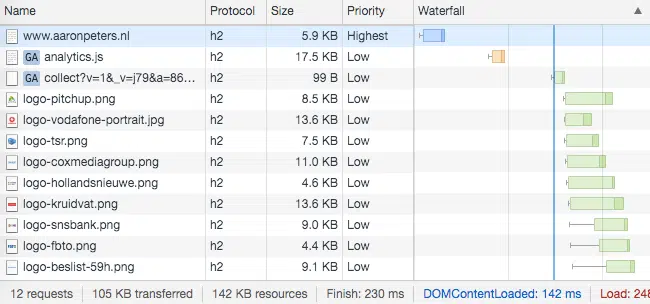 Name Protocol Size Priority Waterfall
www.aaronpeters.nl h2 5.9 KB Highest
GA analytics.js h2 17.5 KB Low
GA collect?v=1&_v=j79&a=86... h2 99 B Low
logo-pitchup.png h2 8.5 KB Low
logo-vodafone-portrait.jpg h2 13.6 KB Low
logo-tsr.png h2 7.5 KB Low
logo-coxmediagroup.png h2 11.0 KB Low
logo-hollandsnieuwe.png h2 4.6 KB Low
logo-kruidvat.png h2 13.6 KB Low
logo-snsbank.png h2 9.0 KB Low
logo-fbto.png h2 4.4 KB Low
logo-beslist-59h.png h2 9.1 KB Low
12 requests 105 KB transferred 142 KB resources Finish: 230 ms DOMContentLoaded: 142 ms Load: 248